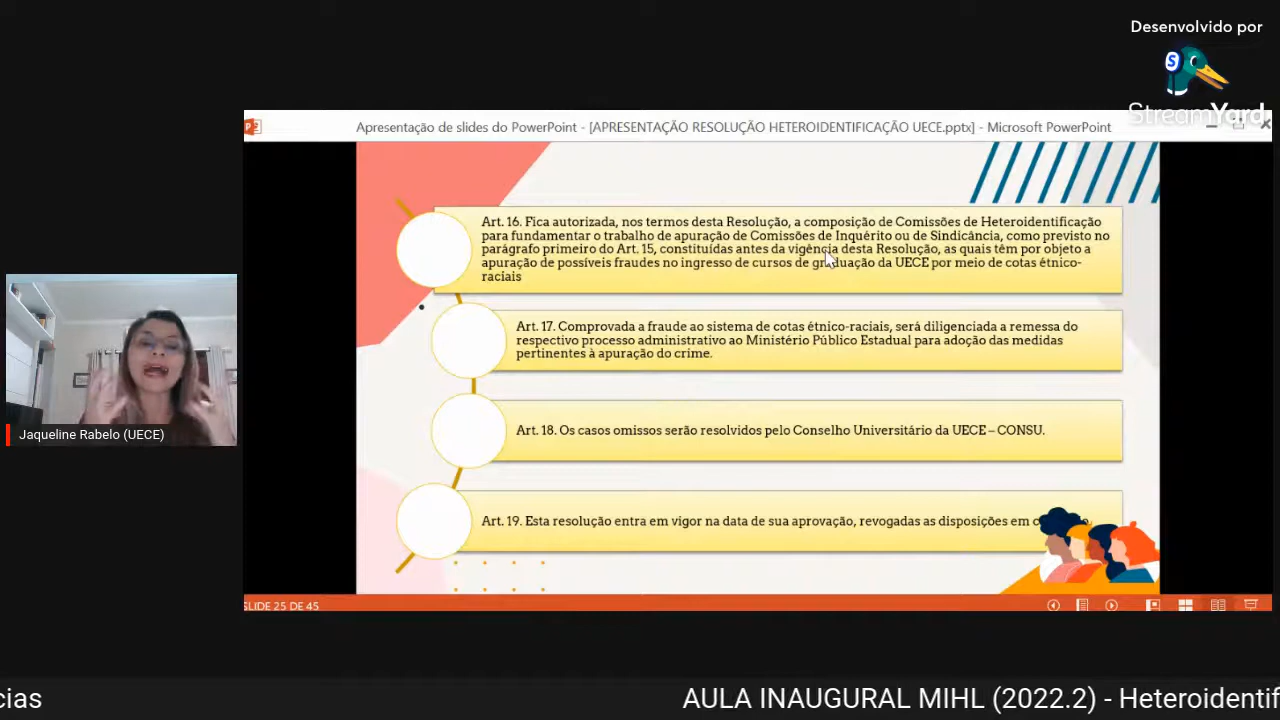 Desenvolvido por
StreamYard
Apresentação de slides do PowerPoint - [APRESENTAÇÃO RESOLUÇÃO HETEROIDENTIFICAÇÃO UECE.pptx] - Microsoft PowerPoint
Art. 16. Fica autorizada, nos termos desta Resolução, a composição de Comissões de Heteroidentificação
para fundamentar o trabalho de apuração de Comissões de Inquérito ou de Sindicância, como previsto no
parágrafo primeiro do Art. 15, constituídas antes da vigência desta Resolução, as quais têm por objeto a
apuração de possíveis fraudes no ingresso de cursos de graduação da UECE por meio de cotas étnico-
raciais
Art. 17. Comprovada a fraude ao sistema de cotas étnico-raciais, será diligenciada a remessa do
respectivo processo administrativo ao Ministério Público Estadual para adoção das medidas
pertinentes à apuração do crime.
Art. 18. Os casos omissos serão resolvidos pelo Conselho Universitário da UECE – CONSU.
Art. 19. Esta resolução entra em vigor na data de sua aprovação, revogadas as disposições em
Jaqueline Rabelo (UECE)
SLIDE 25 DE 45
cias
AULA INAUGURAL MIHL (2022.2) - Heteroidentif